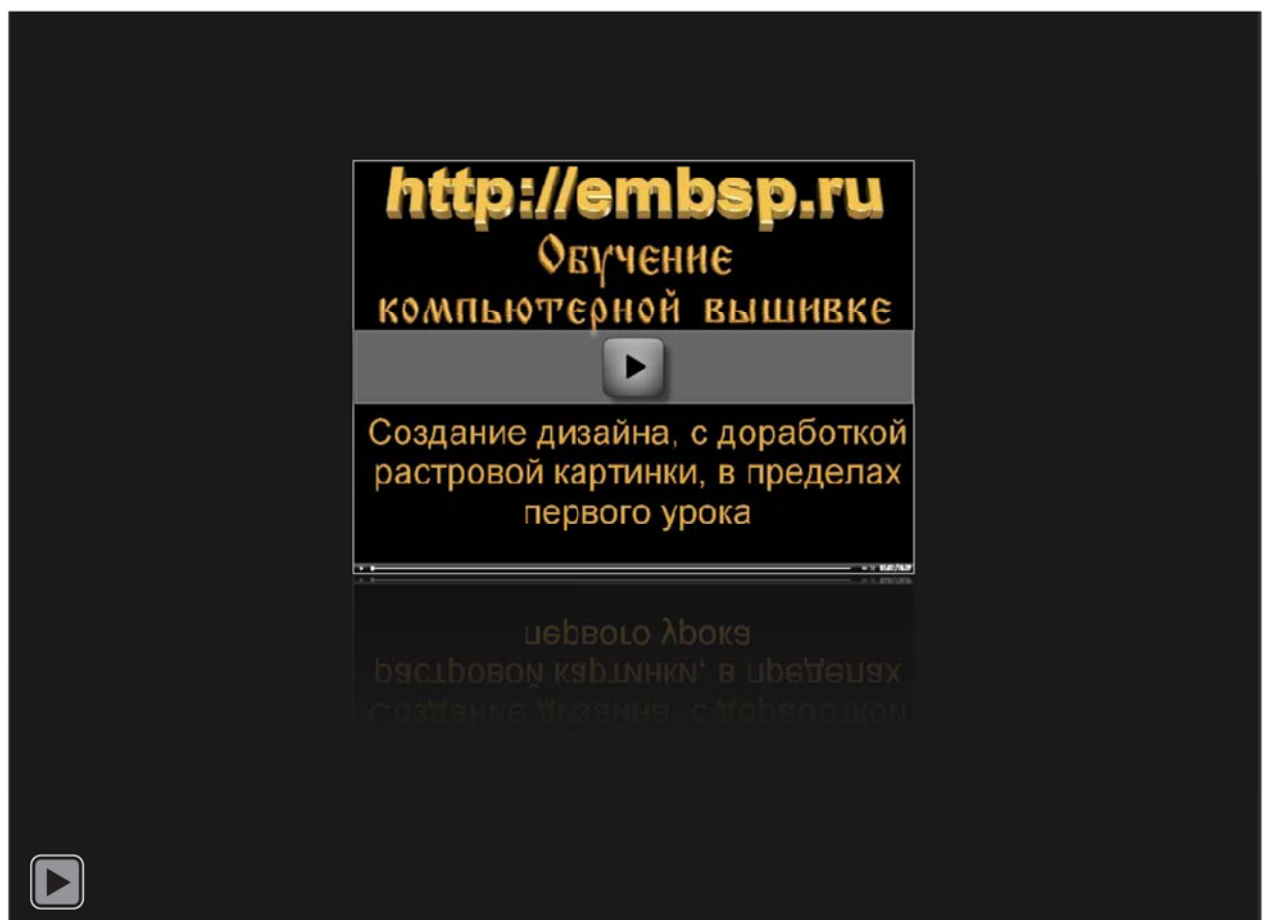 http://embsp.ru
Обучение
компьютерной вышивке
Создание дизайна, с доработкой
растровой картинки, в пределах
первого урока